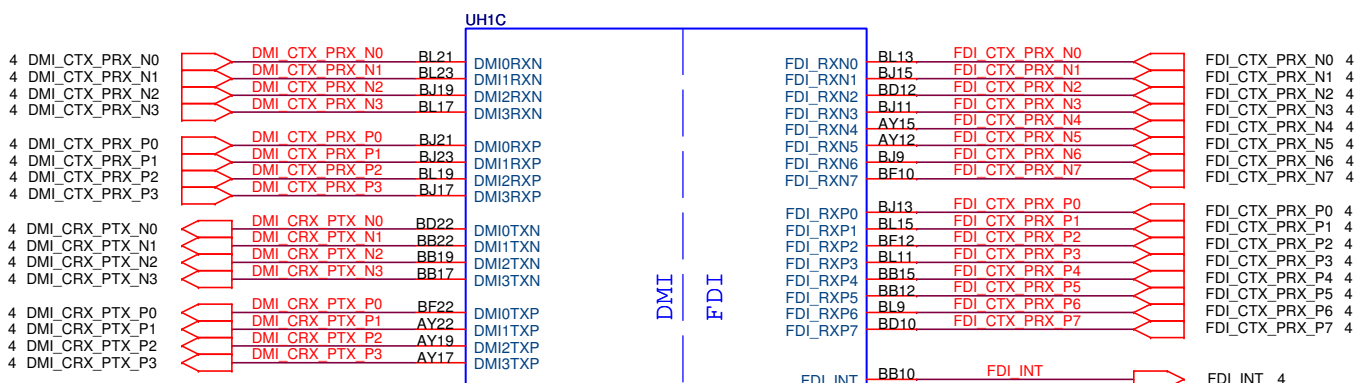 UH1C
4 DMI_CTX_PRX_N0 DMI_CTX_PRX_N0 BL21 DMI0RXN FDI_RXN0 BL13 FDI_CTX_PRX_N0 FDI_CTX_PRX_N0 4
4 DMI_CTX_PRX_N1 DMI_CTX_PRX_N1 BL23 DMI1RXN FDI_RXN1 BJ15 FDI_CTX_PRX_N1 FDI_CTX_PRX_N1 4
4 DMI_CTX_PRX_N2 DMI_CTX_PRX_N2 BJ19 DMI2RXN FDI_RXN2 BD12 FDI_CTX_PRX_N2 FDI_CTX_PRX_N2 4
4 DMI_CTX_PRX_N3 DMI_CTX_PRX_N3 BL17 DMI3RXN FDI_RXN3 BJ11 FDI_CTX_PRX_N3 FDI_CTX_PRX_N3 4
FDI_RXN4 AY15 FDI_CTX_PRX_N4 FDI_CTX_PRX_N4 4
4 DMI_CTX_PRX_P0 DMI_CTX_PRX_P0 BJ21 DMI0RXP FDI_RXN5 AY12 FDI_CTX_PRX_N5 FDI_CTX_PRX_N5 4
4 DMI_CTX_PRX_P1 DMI_CTX_PRX_P1 BJ23 DMI1RXP FDI_RXN6 BJ9 FDI_CTX_PRX_N6 FDI_CTX_PRX_N6 4
4 DMI_CTX_PRX_P2 DMI_CTX_PRX_P2 BL19 DMI2RXP FDI_RXN7 BF10 FDI_CTX_PRX_N7 FDI_CTX_PRX_N7 4
4 DMI_CTX_PRX_P3 DMI_CTX_PRX_P3 BJ17 DMI3RXP
FDI_RXP0 BJ13 FDI_CTX_PRX_P0 FDI_CTX_PRX_P0 4
4 DMI_CRX_PTX_N0 DMI_CRX_PTX_N0 BD22 DMI0TXN FDI_RXP1 BL15 FDI_CTX_PRX_P1 FDI_CTX_PRX_P1 4
4 DMI_CRX_PTX_N1 DMI_CRX_PTX_N1 BB22 DMI1TXN FDI_RXP2 BF12 FDI_CTX_PRX_P2 FDI_CTX_PRX_P2 4
4 DMI_CRX_PTX_N2 DMI_CRX_PTX_N2 BB19 DMI2TXN FDI_RXP3 BL11 FDI_CTX_PRX_P3 FDI_CTX_PRX_P3 4
4 DMI_CRX_PTX_N3 DMI_CRX_PTX_N3 BB17 DMI3TXN FDI_RXP4 BB15 FDI_CTX_PRX_P4 FDI_CTX_PRX_P4 4
DMI FDI
FDI_RXP5 BB12 FDI_CTX_PRX_P5 FDI_CTX_PRX_P5 4
4 DMI_CRX_PTX_P0 DMI_CRX_PTX_P0 BF22 DMI0TXP FDI_RXP6 BL9 FDI_CTX_PRX_P6 FDI_CTX_PRX_P6 4
4 DMI_CRX_PTX_P1 DMI_CRX_PTX_P1 AY22 DMI1TXP FDI_RXP7 BD10 FDI_CTX_PRX_P7 FDI_CTX_PRX_P7 4
4 DMI_CRX_PTX_P2 DMI_CRX_PTX_P2 AY19 DMI2TXP
4 DMI_CRX_PTX_P3 DMI_CRX_PTX_P3 AY17 DMI3TXP
FDI_INT BB10 FDI_INT FDI_INT 4